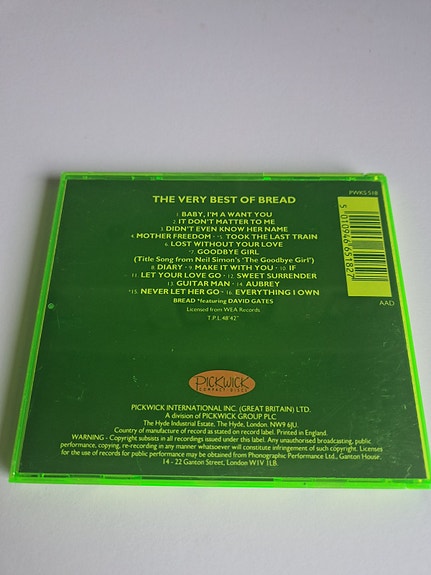 THE VERY BEST OF BREAD
PWKS 518
1. BABY, I'M A WANT YOU
2. IT DON'T MATTER TO ME
3. DIDN'T EVEN KNOW HER NAME
4. MOTHER FREEDOM · *5. TOOK THE LAST TRAIN
6. LOST WITHOUT YOUR LOVE
*7. GOODBYE GIRL
(Title Song from Neil Simon's 'The Goodbye Girl')
8. DIARY · 9. MAKE IT WITH YOU · 10. IF
11. LET YOUR LOVE GO · 12. SWEET SURRENDER
13. GUITAR MAN · 14. AUBREY
*15. NEVER LET HER GO · 16. EVERYTHING I OWN
BREAD *featuring DAVID GATES
Licensed from WEA Records
T.P.L.48'42"
5 010946 651827
AAD
PICKWICK
COMPACT·DISCS
PICKWICK INTERNATIONAL INC. (GREAT BRITAIN) LTD.
A division of PICKWICK GROUP PLC
The Hyde Industrial Estate, The Hyde, London. NW9 6JU.
Country of manufacture of record as stated on record label. Printed in England.
WARNING - Copyright subsists in all recordings issued under this label. Any unauthorised broadcasting, public
performance, copying, re-recording in any manner whatsoever will constitute infringement of such copyright. Licences
for the use of records for public performance may be obtained from Phonographic Performance Ltd., Ganton House,
14 - 22 Ganton Street, London W1V 1LB.